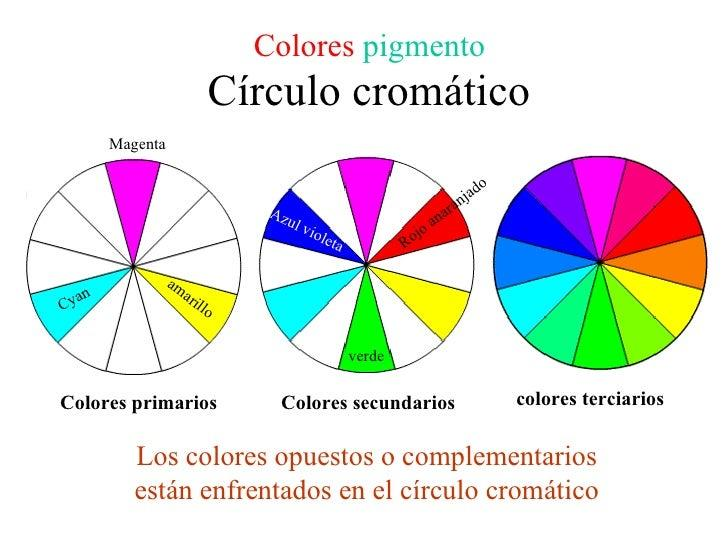 Colores pigmento
Círculo cromático
Magenta
Cyan
amarillo
Azul violeta
Rojo anaranjado
verde
Colores primarios
Colores secundarios
colores terciarios
Los colores opuestos o complementarios
están enfrentados en el círculo cromático